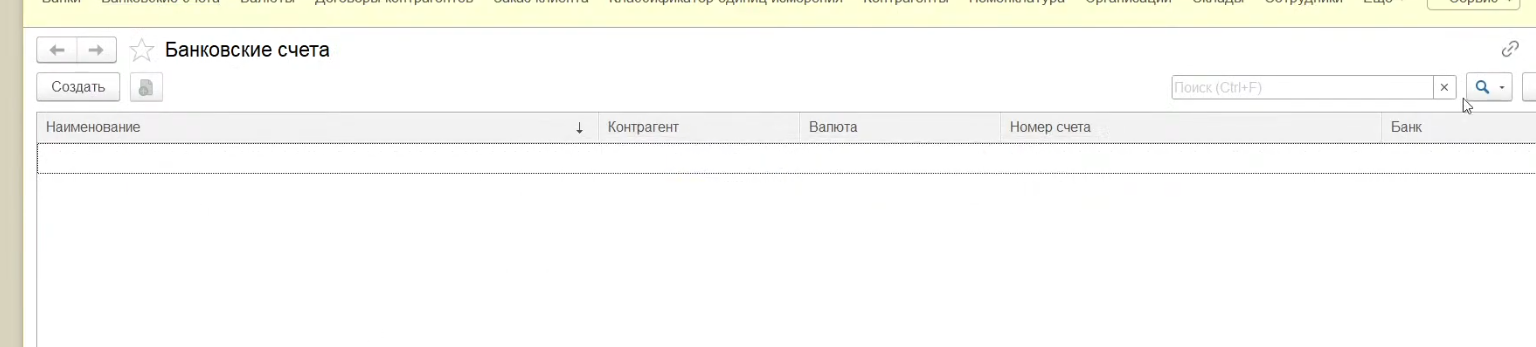 Банки Банковские счета Валюты Договоры контрагентов Заказ клиента Классификатор единиц измерения Контрагенты Номенклатура Организации Склады Сотрудники Еще Сервис
Банковские счета
Создать Поиск (Ctrl+F)
Наименование Контрагент Валюта Номер счета Банк